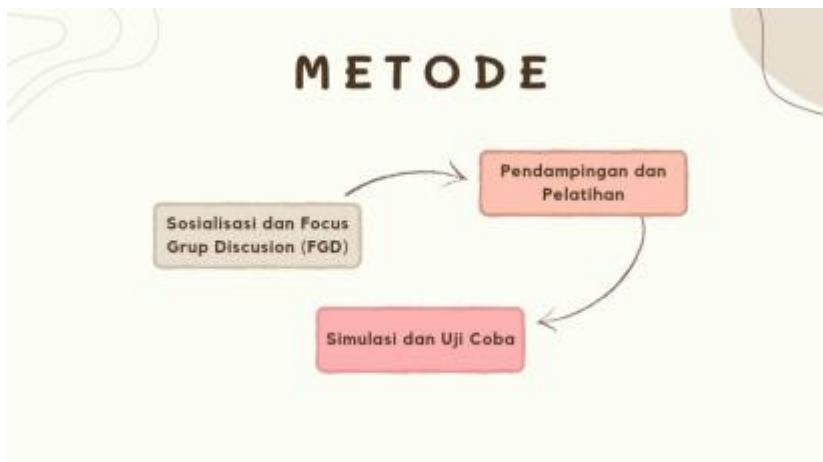 METODE
Sosialisasi dan Focus
Grup Discusion (FGD)
Pendampingan dan
Pelatihan
Simulasi dan Uji Coba